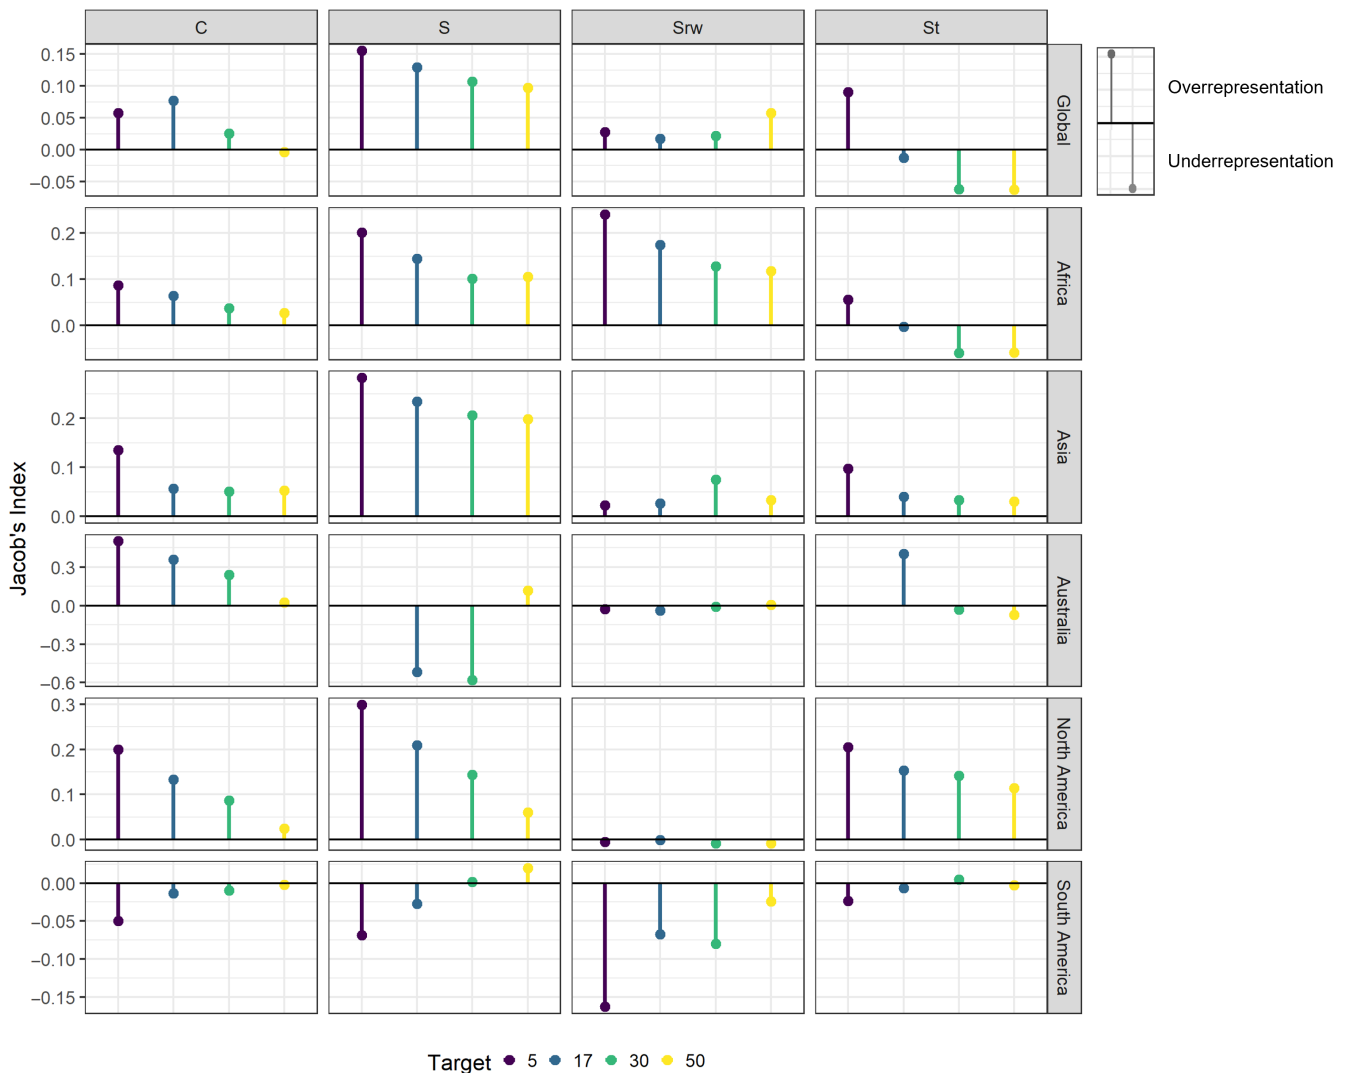 C S Srw St
0.15
0.10
0.05
0.00
−0.05
Global
Overrepresentation
Underrepresentation
0.2
0.1
0.0
Africa
0.2
0.1
0.0
Asia
Jacob's Index
0.3
0.0
−0.3
−0.6
Australia
0.3
0.2
0.1
0.0
North America
0.00
−0.05
−0.10
−0.15
South America
Target 5 17 30 50